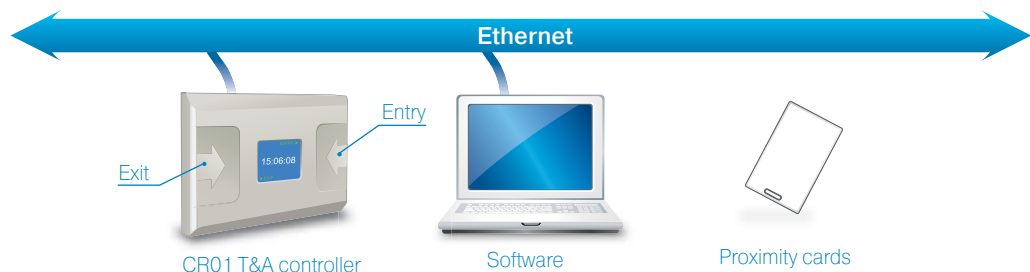 Ethernet
Entry
15:06:08
Exit
CR01 T&A controller
Software
Proximity cards